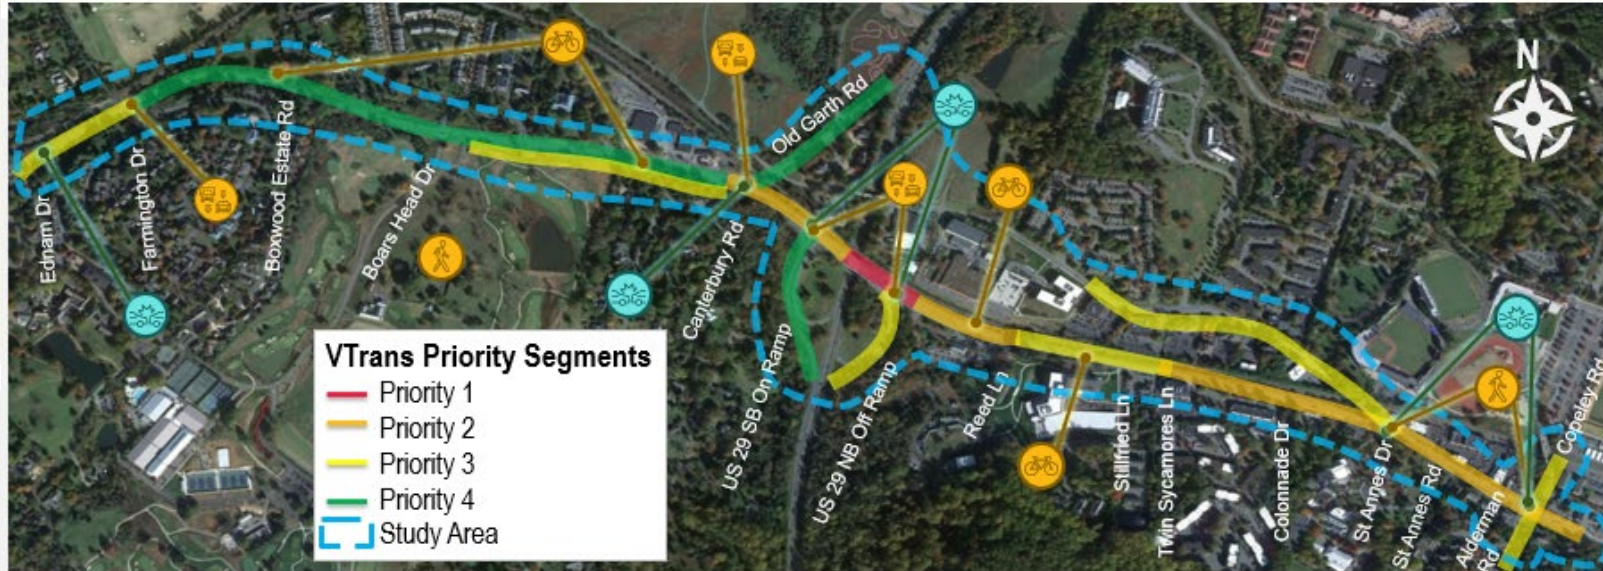 N
Old Garth Rd
Ednam Dr
Farmington Dr
Boxwood Estate Rd
Boars Head Dr
Canterbury Rd
US 29 SB On Ramp
US 29 NB Off Ramp
Reed Ln
Stillfried Ln
Twin Sycamores Ln
Colonnade Dr
St Annes Dr
St Annes Rd
Alderman
Rd
Copeley Rd
VTrans Priority Segments
Priority 1
Priority 2
Priority 3
Priority 4
Study Area